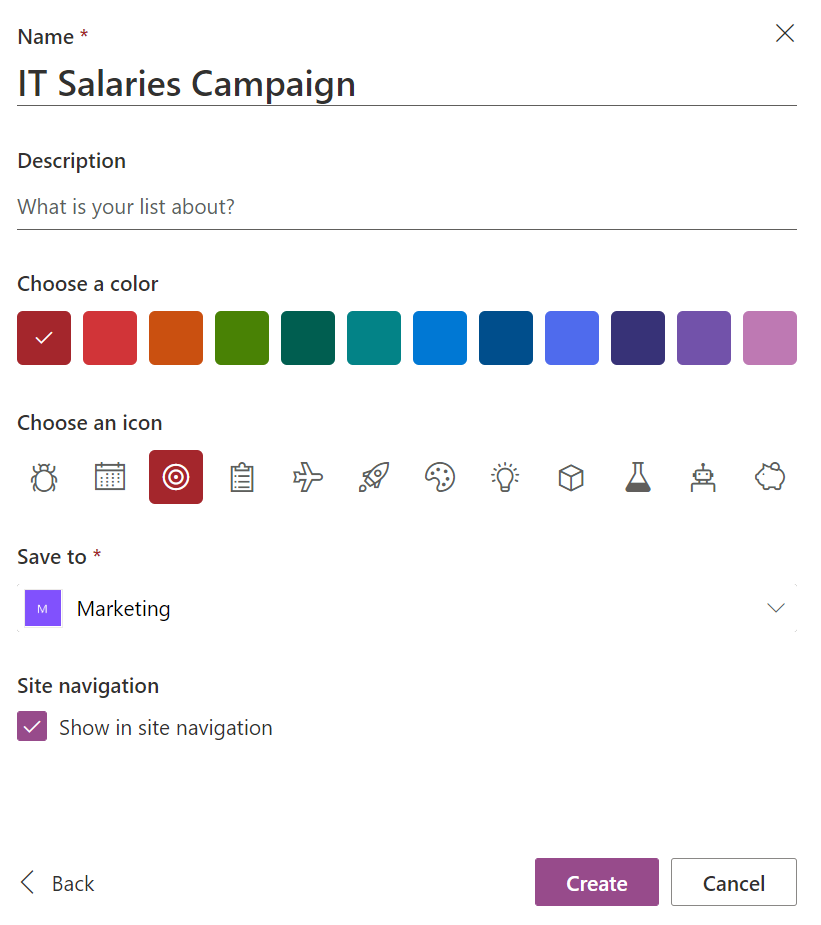 Name *
IT Salaries Campaign
Description
What is your list about?
Choose a color
Choose an icon
Save to *
M Marketing
Site navigation
Show in site navigation
Back Create Cancel